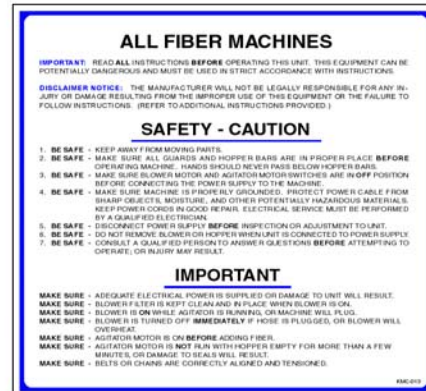 ALL FIBER MACHINES
IMPORTANT: READ ALL INSTRUCTIONS BEFORE OPERATING THIS UNIT. THIS EQUIPMENT CAN BE
POTENTIALLY DANGEROUS AND MUST BE USED IN STRICT ACCORDANCE WITH INSTRUCTIONS.
DISCLAIMER NOTICE: THE MANUFACTURER WILL NOT BE LEGALLY RESPONSIBLE FOR ANY IN-
JURY OR DAMAGE RESULTING FROM THE IMPROPER USE OF THIS EQUIPMENT OR THE FAILURE TO
FOLLOW INSTRUCTIONS. (REFER TO ADDITIONAL INSTRUCTIONS PROVIDED.)
SAFETY - CAUTION
1. BE SAFE - KEEP AWAY FROM MOVING PARTS.
2. BE SAFE - MAKE SURE ALL GUARDS AND HOPPER BARS ARE IN PROPER PLACE BEFORE
OPERATING MACHINE. HANDS SHOULD NEVER PASS BELOW HOPPER BARS.
3. BE SAFE - MAKE SURE BLOWER MOTOR AND AGITATOR MOTOR SWITCHES ARE IN OFF POSITION
BEFORE CONNECTING THE POWER SUPPLY TO THE MACHINE.
4. BE SAFE - MAKE SURE MACHINE IS PROPERLY GROUNDED. PROTECT POWER CABLE FROM
SHARP OBJECTS, MOISTURE, AND OTHER POTENTIALLY HAZARDOUS MATERIALS.
KEEP POWER CORDS IN GOOD REPAIR. ELECTRICAL SERVICE MUST BE PERFORMED
BY A QUALIFIED ELECTRICIAN.
5. BE SAFE - DISCONNECT POWER SUPPLY BEFORE INSPECTION OR ADJUSTMENT TO UNIT.
6. BE SAFE - DO NOT REMOVE BLOWER OR HOPPER WHEN UNIT IS CONNECTED TO POWER SUPPLY.
7. BE SAFE - CONSULT A QUALIFIED PERSON TO ANSWER QUESTIONS BEFORE ATTEMPTING TO
OPERATE; OR INJURY MAY RESULT.
IMPORTANT
MAKE SURE - ADEQUATE ELECTRICAL POWER IS SUPPLIED OR DAMAGE TO UNIT WILL RESULT.
MAKE SURE - BLOWER FILTER IS KEPT CLEAN AND IN PLACE WHEN BLOWER IS ON.
MAKE SURE - BLOWER IS ON WHILE AGITATOR IS RUNNING, OR MACHINE WILL PLUG.
MAKE SURE - BLOWER IS TURNED OFF IMMEDIATELY IF HOSE IS PLUGGED, OR BLOWER WILL
OVERHEAT.
MAKE SURE - AGITATOR MOTOR IS ON BEFORE ADDING FIBER.
MAKE SURE - AGITATOR MOTOR IS NOT RUN WITH HOPPER EMPTY FOR MORE THAN A FEW
MINUTES, OR DAMAGE TO SEALS WILL RESULT.
MAKE SURE - BELTS OR CHAINS ARE CORRECTLY ALIGNED AND TENSIONED.